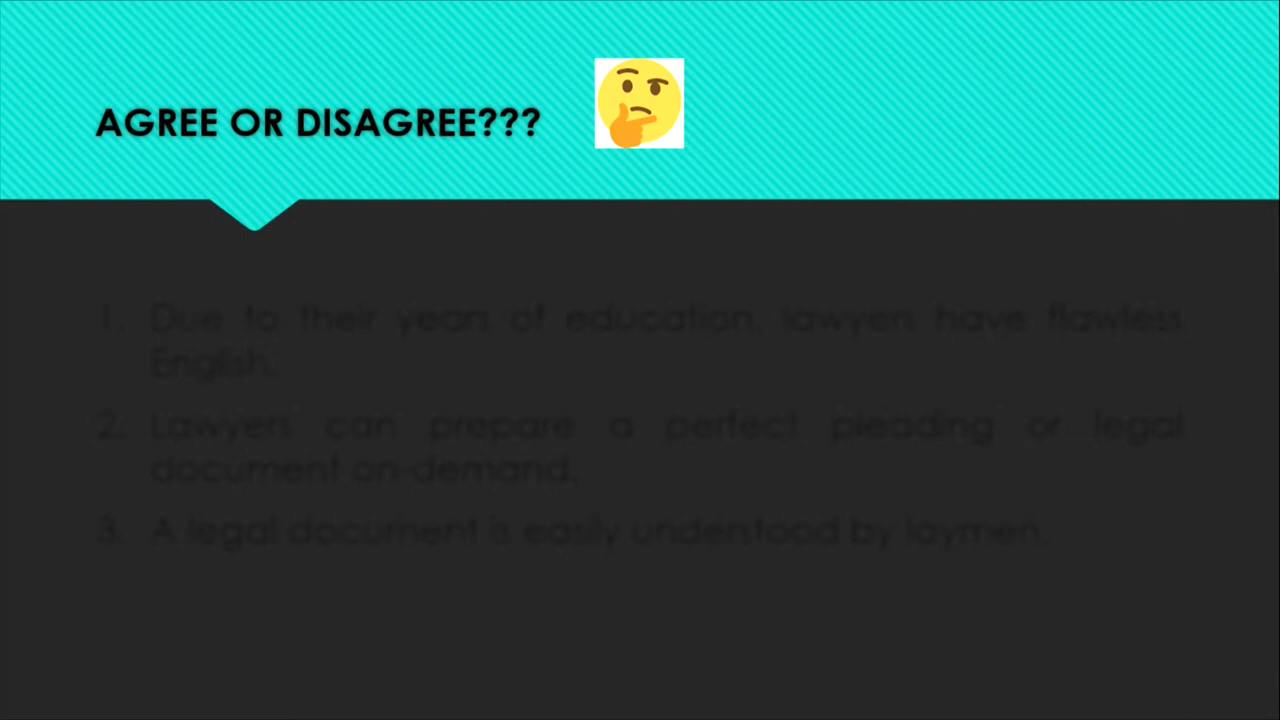 AGREE OR DISAGREE???
1. Due to their years of education, lawyers have flawless
English.
2. Lawyers can prepare a perfect pleading or legal
document on-demand.
3. A legal document is easily understood by laymen.